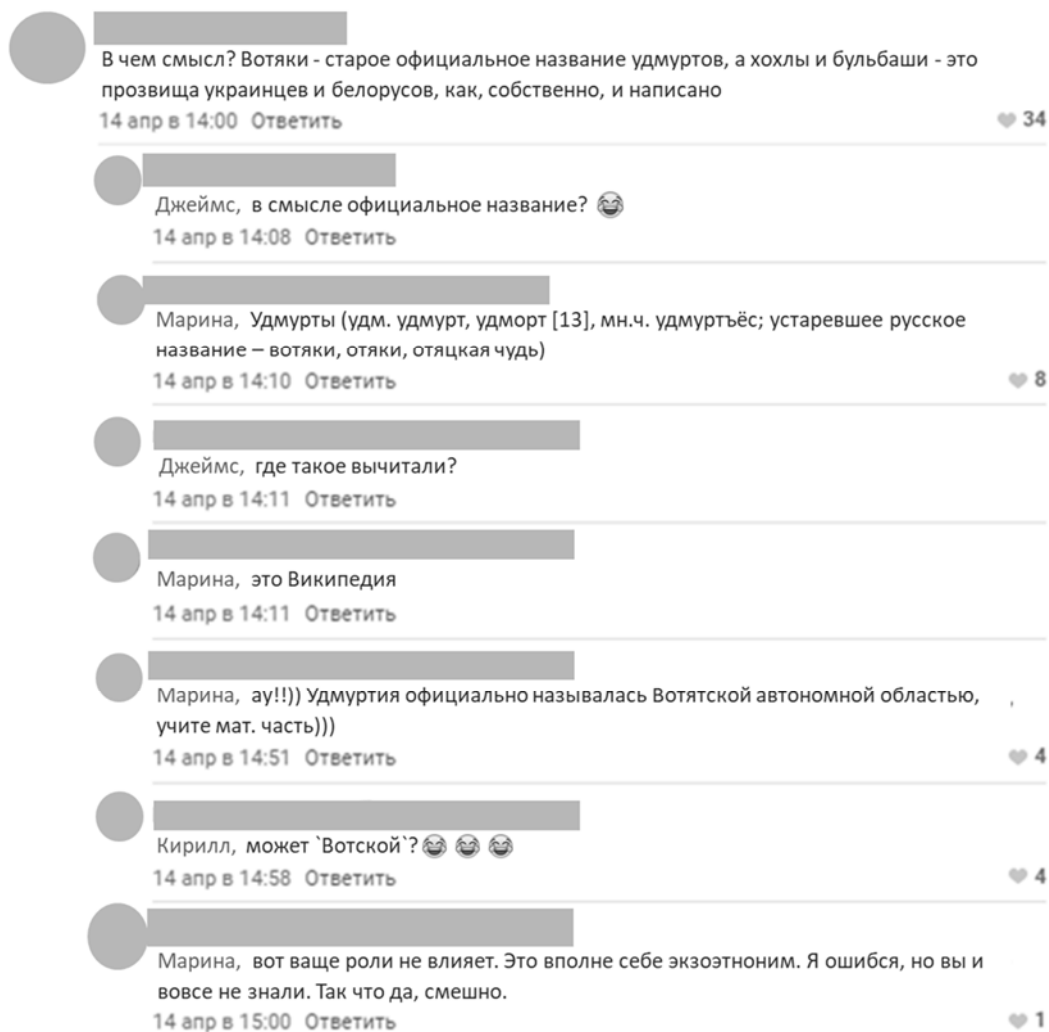 В чем смысл? Вотяки - старое официальное название удмуртов, а хохлы и бульбаши - это
прозвища украинцев и белорусов, как, собственно, и написано
14 апр в 14:00 Ответить
34
Джеймс, в смысле официальное название? 😂
14 апр в 14:08 Ответить
Марина, Удмурты (удм. удмурт, удморт [13], мн.ч. удмуртъёс; устаревшее русское
название – вотяки, отяки, отяцкая чудь)
14 апр в 14:10 Ответить
8
Джеймс, где такое вычитали?
14 апр в 14:11 Ответить
Марина, это Википедия
14 апр в 14:11 Ответить
Марина, ау!!)) Удмуртия официально называлась Вотятской автономной областью,
учите мат. часть)))
14 апр в 14:51 Ответить
4
Кирилл, может `Вотской`? 😂 😂 😂
14 апр в 14:58 Ответить
4
Марина, вот ваще роли не влияет. Это вполне себе экзоэтноним. Я ошибся, но вы и
вовсе не знали. Так что да, смешно.
14 апр в 15:00 Ответить
1